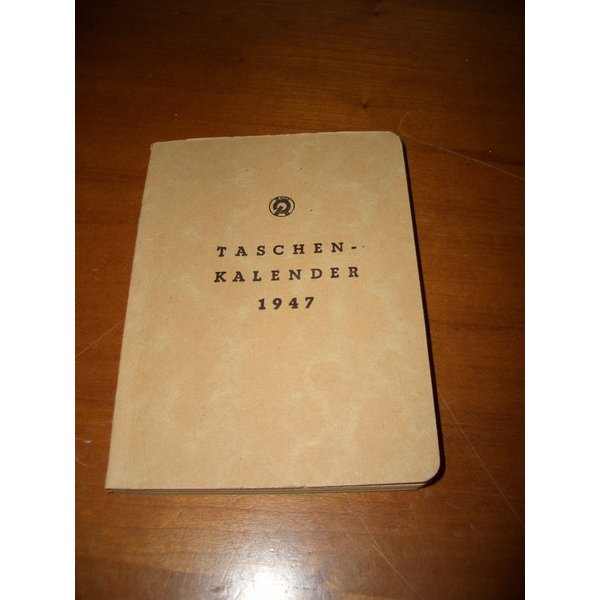 TASCHEN-
KALENDER
1947